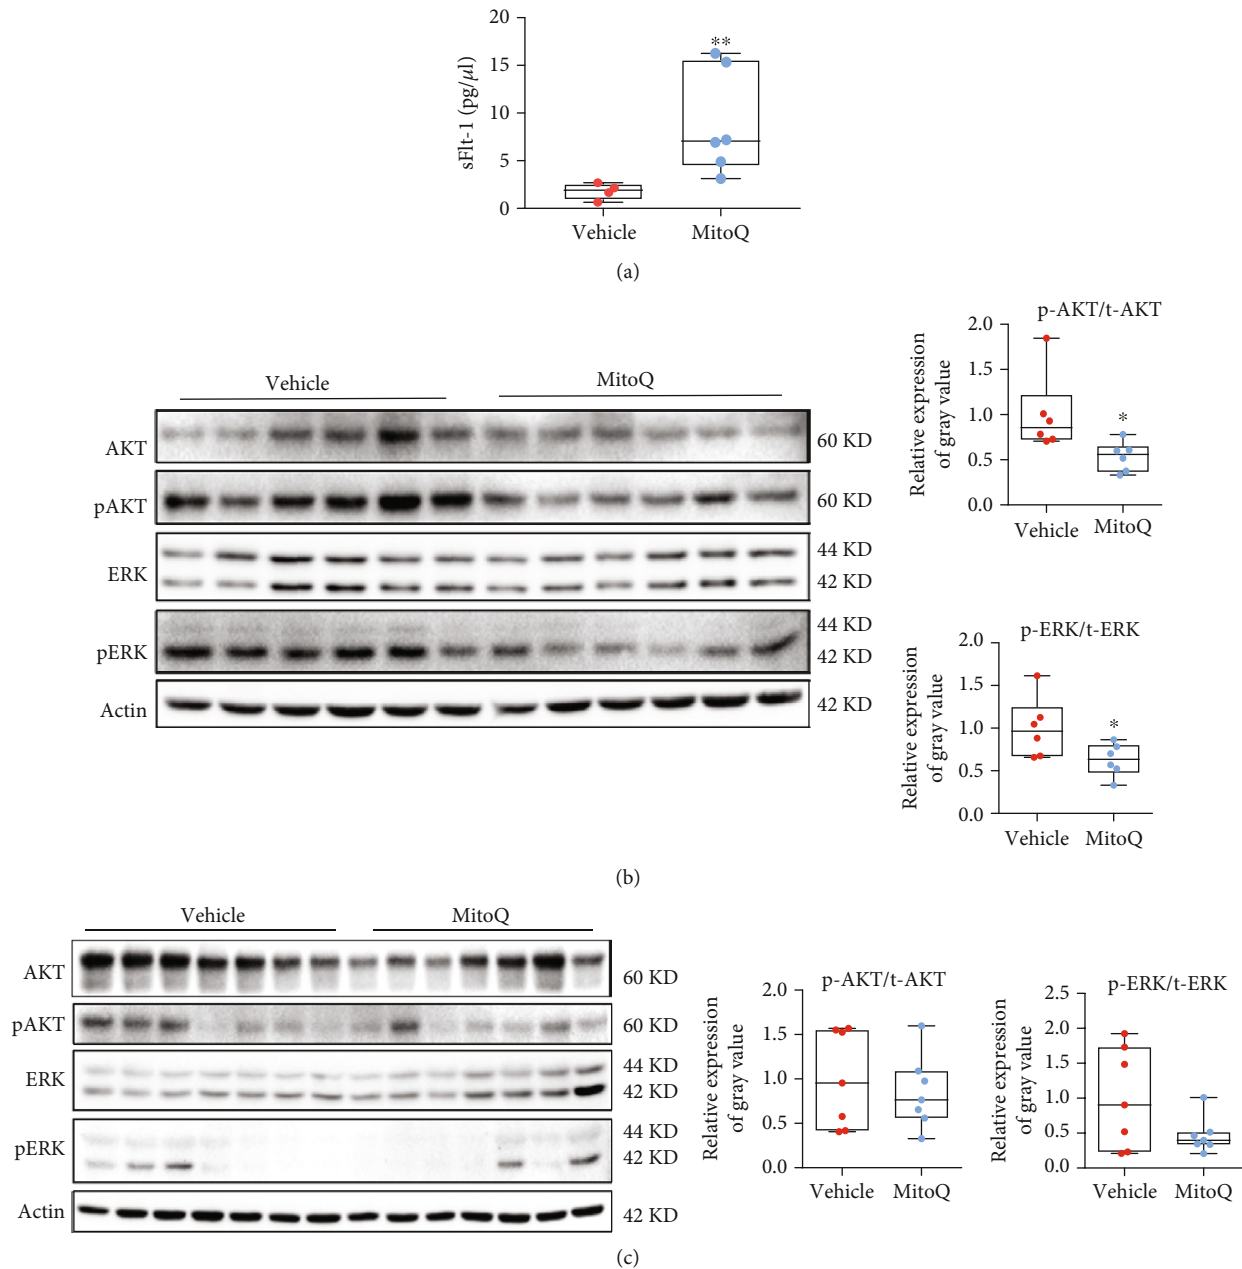 20
15
10
5
0
sFlt-1 (pg/μl)
**
Vehicle
MitoQ
(a)
Vehicle
MitoQ
AKT
60 KD
pAKT
60 KD
ERK
44 KD
42 KD
pERK
44 KD
42 KD
Actin
42 KD
p-AKT/t-AKT
2.0
1.5
1.0
0.5
0.0
Relative expression
of gray value
*
Vehicle
MitoQ
p-ERK/t-ERK
2.0
1.5
1.0
0.5
0.0
Relative expression
of gray value
*
Vehicle
MitoQ
(b)
Vehicle
MitoQ
AKT
60 KD
pAKT
60 KD
ERK
44 KD
42 KD
pERK
44 KD
42 KD
Actin
42 KD
p-AKT/t-AKT
2.0
1.5
1.0
0.5
0.0
Relative expression
of gray value
Vehicle
MitoQ
p-ERK/t-ERK
2.5
2.0
1.5
1.0
0.5
0.0
Relative expression
of gray value
Vehicle
MitoQ
(c)